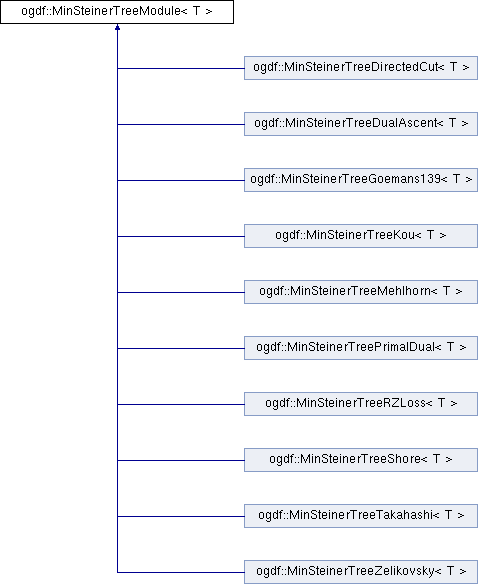 ogdf::MinSteinerTreeModule< T >
ogdf::MinSteinerTreeDirectedCut< T >
ogdf::MinSteinerTreeDualAscent< T >
ogdf::MinSteinerTreeGoemans139< T >
ogdf::MinSteinerTreeKou< T >
ogdf::MinSteinerTreeMehlhorn< T >
ogdf::MinSteinerTreePrimalDual< T >
ogdf::MinSteinerTreeRZLoss< T >
ogdf::MinSteinerTreeShore< T >
ogdf::MinSteinerTreeTakahashi< T >
ogdf::MinSteinerTreeZelikovsky< T >